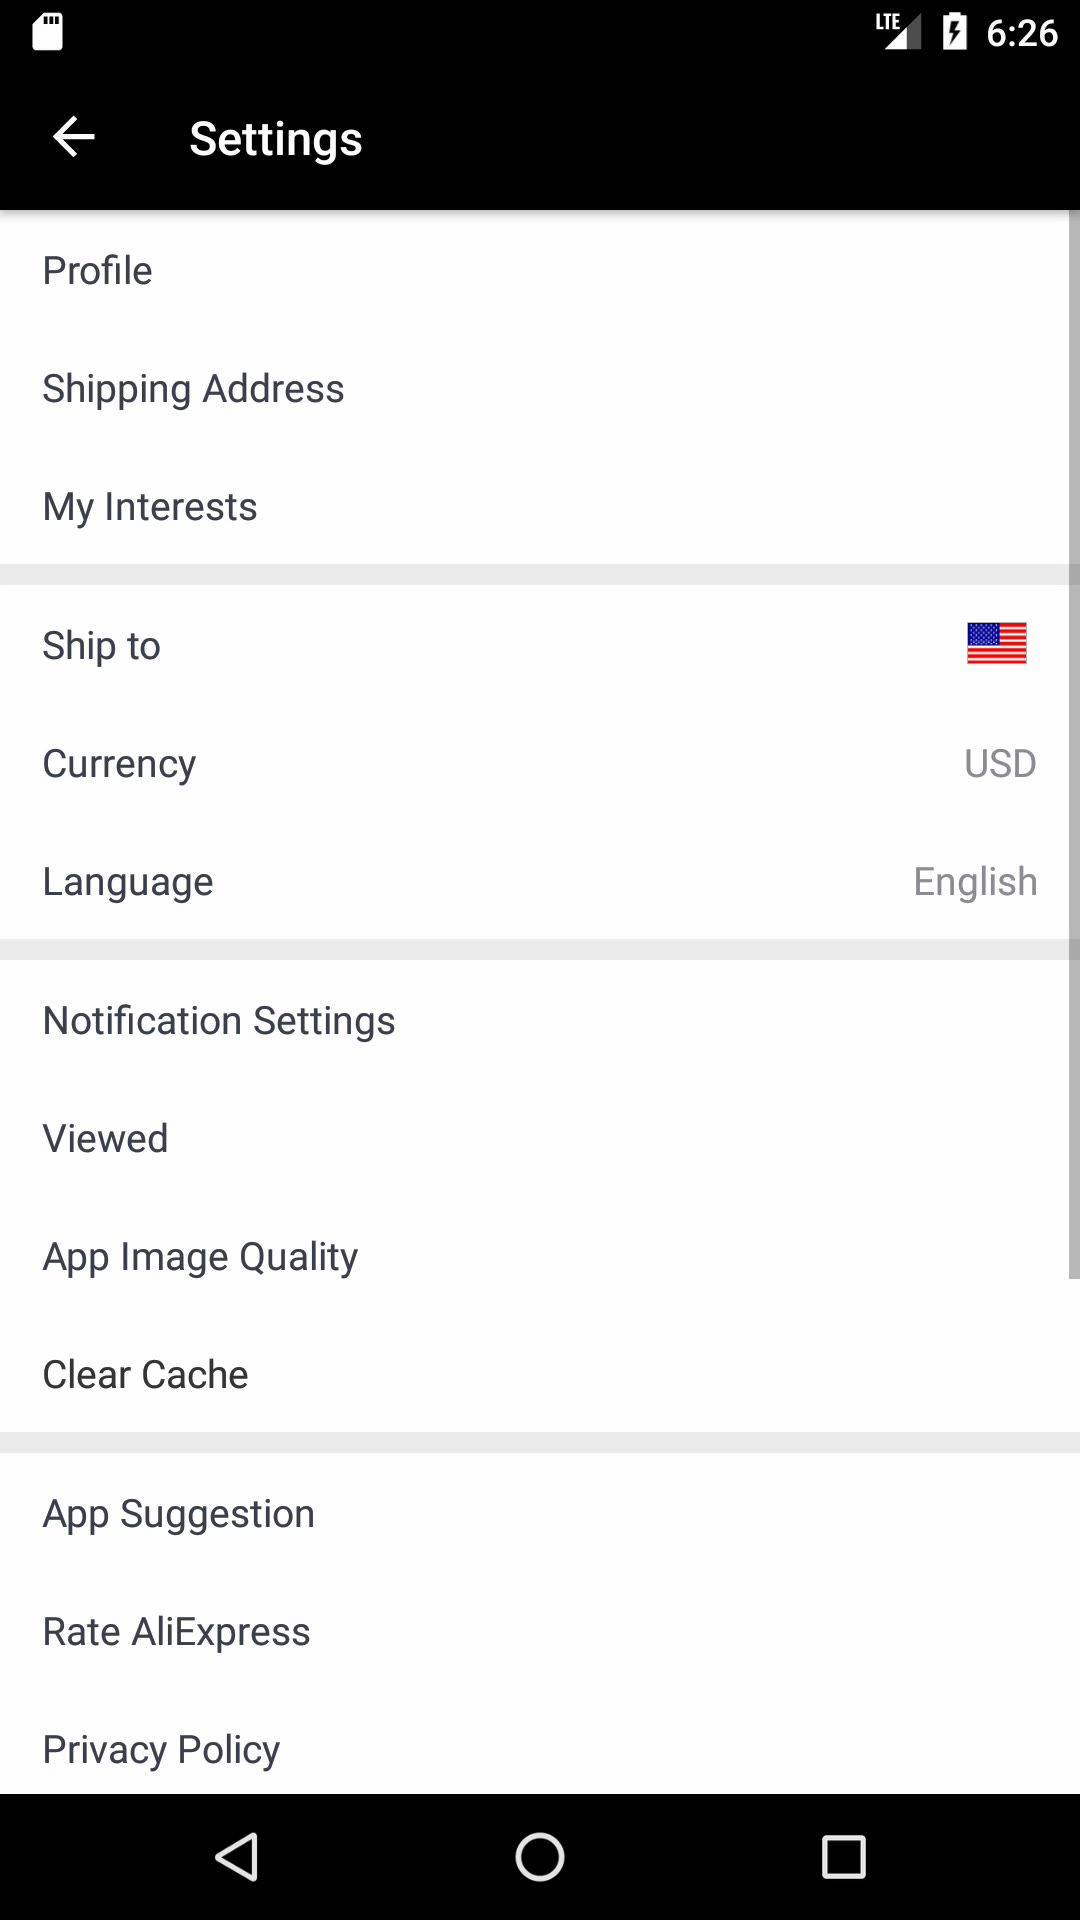 LTE 6:26
Settings
Profile
Shipping Address
My Interests
Ship to
Currency USD
Language English
Notification Settings
Viewed
App Image Quality
Clear Cache
App Suggestion
Rate AliExpress
Privacy Policy